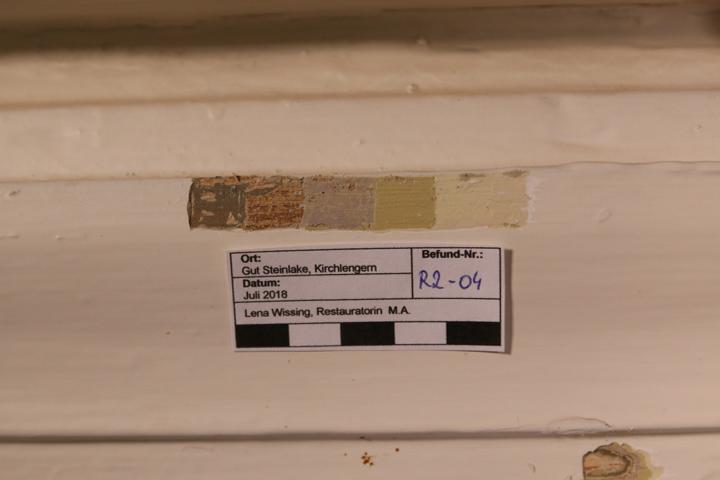 Ort:
Gut Steinlake, Kirchlengern
Befund-Nr.:
R2-04
Datum:
Juli 2018
Lena Wissing, Restauratorin M.A.